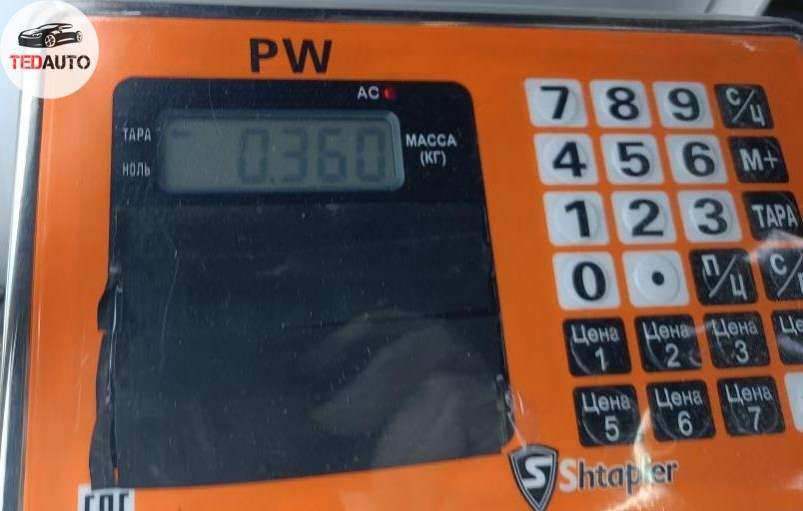 TEDAUTO
PW
AC
ТАРА
НОЛЬ
0.360
МАССА
(КГ)
7 8 9 С/Ц
4 5 6 М+
1 2 3 ТАРА
0 . П/Ц
Цена 1 Цена 2 Цена 3
Цена 5 Цена 6 Цена 7
S Shtapler